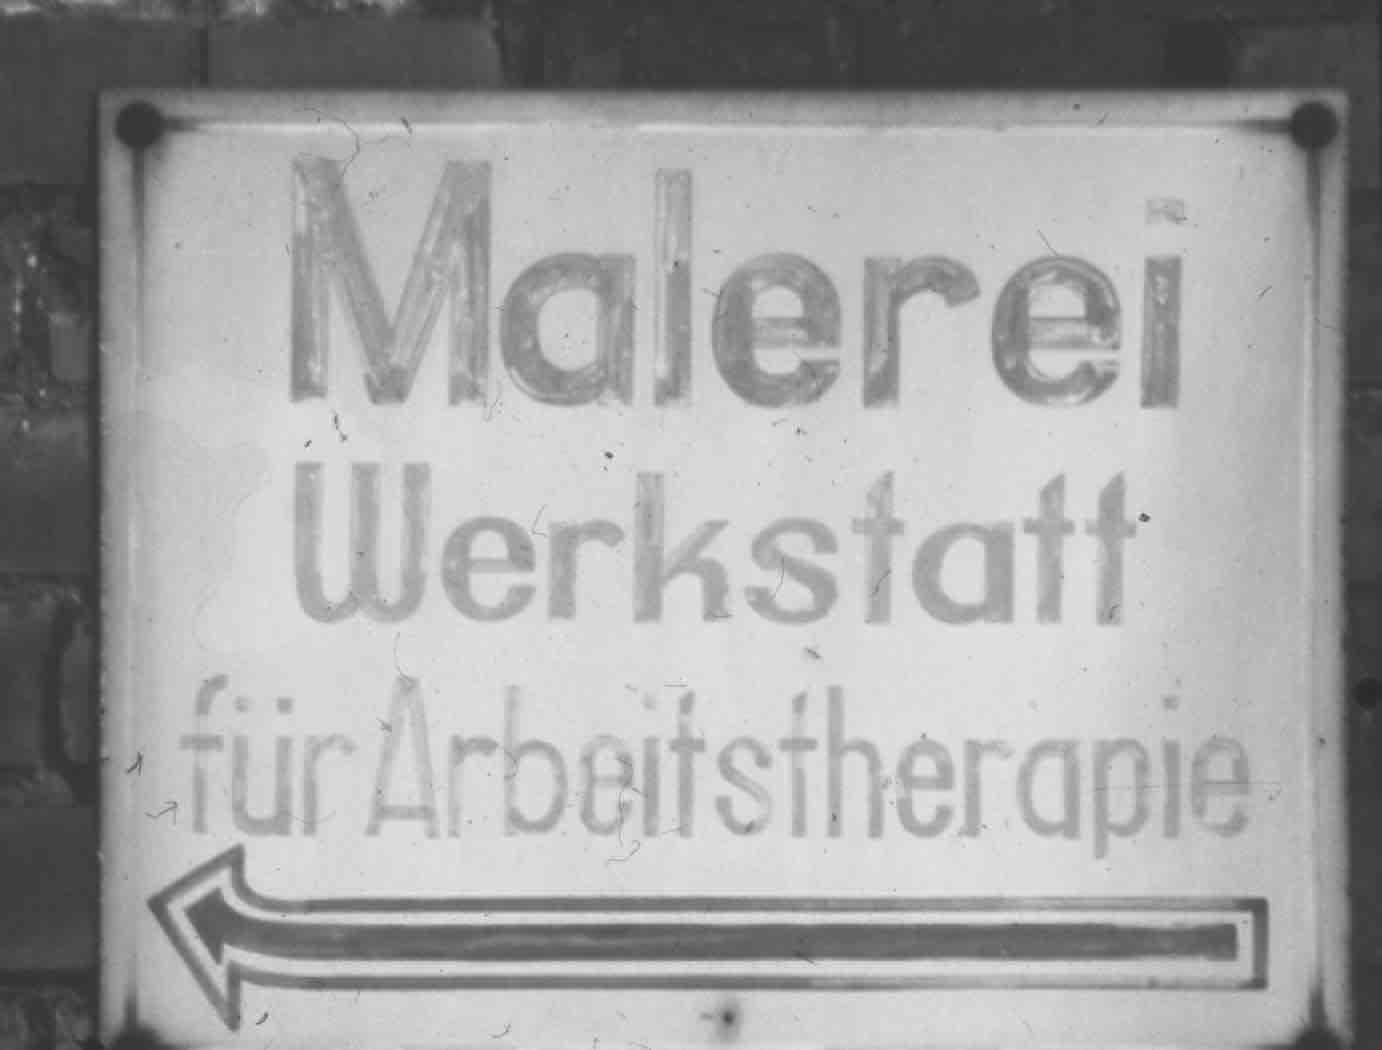 Malerei
Werkstatt
für Arbeitstherapie